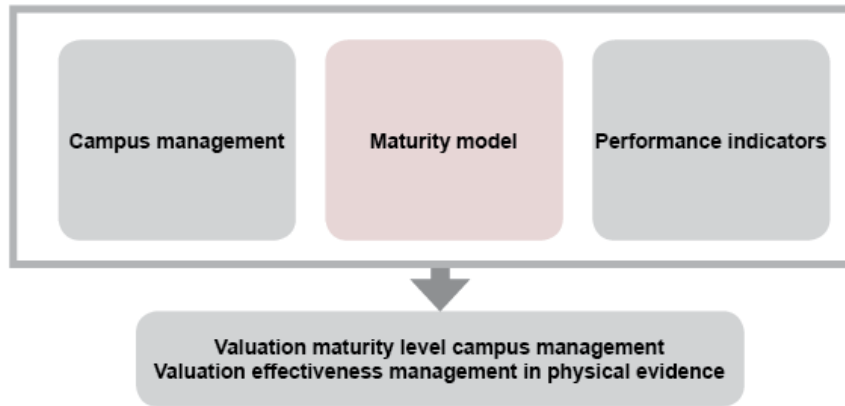 Campus management
Maturity model
Performance indicators
Valuation maturity level campus management
Valuation effectiveness management in physical evidence